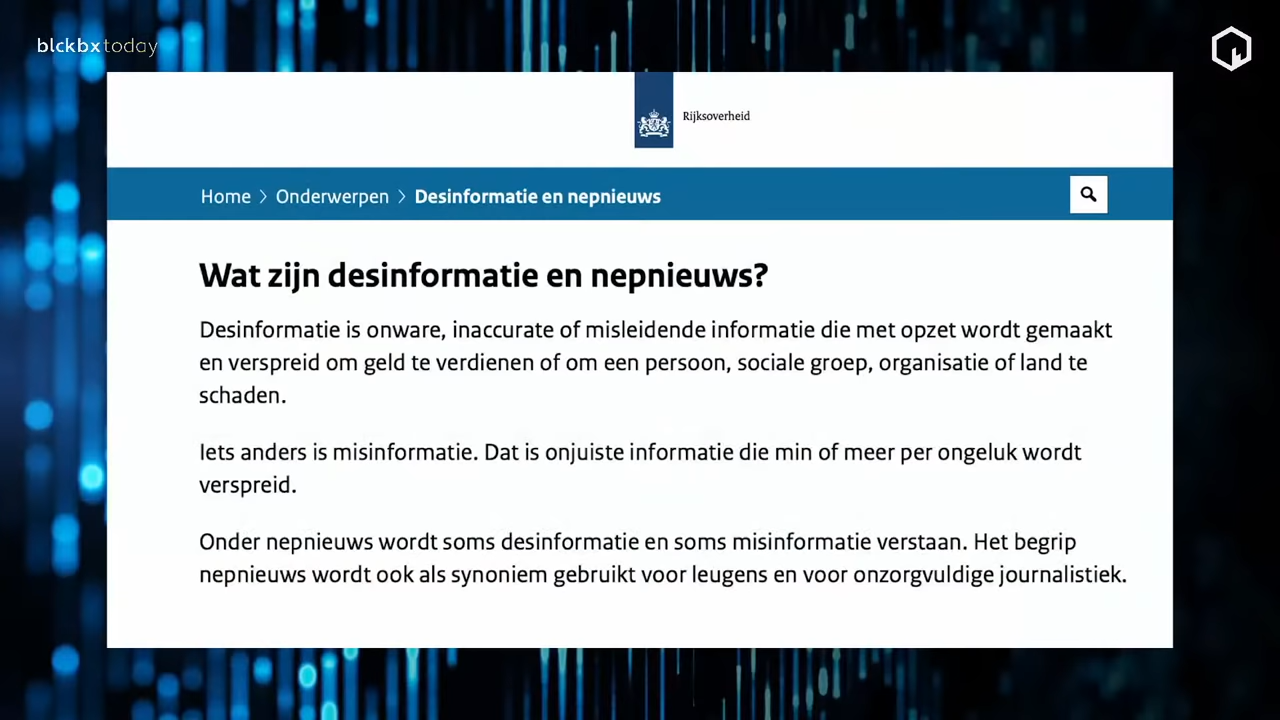 blckbxtoday
Rijksoverheid
Home > Onderwerpen > Desinformatie en nepnieuws
Wat zijn desinformatie en nepnieuws?
Desinformatie is onware, inaccurate of misleidende informatie die met opzet wordt gemaakt
en verspreid om geld te verdienen of om een persoon, sociale groep, organisatie of land te
schaden.
Iets anders is misinformatie. Dat is onjuiste informatie die min of meer per ongeluk wordt
verspreid.
Onder nepnieuws wordt soms desinformatie en soms misinformatie verstaan. Het begrip
nepnieuws wordt ook als synoniem gebruikt voor leugens en voor onzorgvuldige journalistiek.